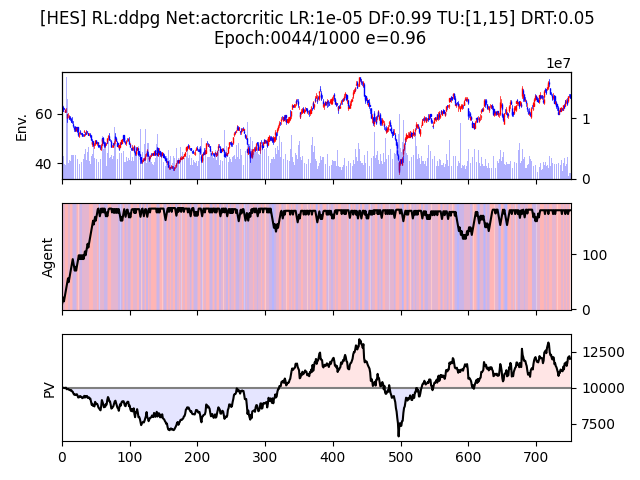 [HES] RL:ddpg Net:actorcritic LR:1e-05 DF:0.99 TU:[1,15] DRT:0.05
Epoch:0044/1000 e=0.96
1e7
Env.
60
40
1
0
Agent
100
0
PV
12500
10000
7500
0 100 200 300 400 500 600 700